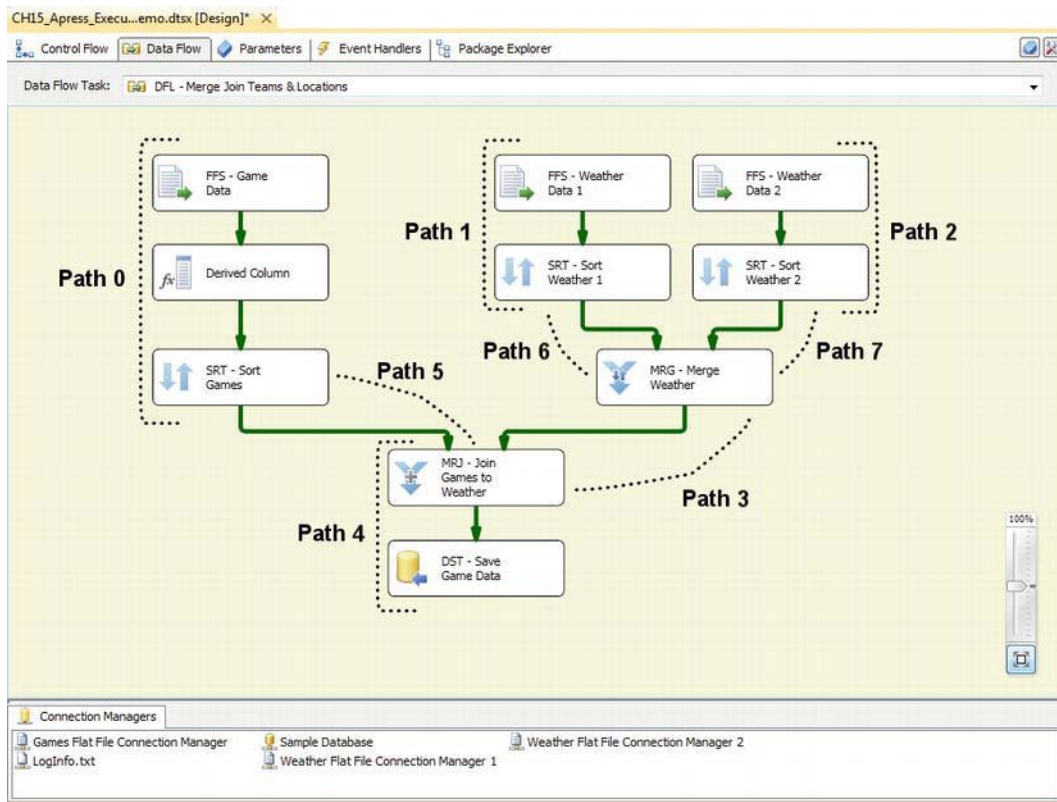 CH15_Apress_Execu...emo.dtsx [Design]*
Control Flow
Data Flow
Parameters
Event Handlers
Package Explorer
Data Flow Task:
DFL - Merge Join Teams & Locations
FFS - Game
Data
FFS - Weather
Data 1
FFS - Weather
Data 2
Path 1
Path 2
Path 0
fx
Derived Column
SRT - Sort
Weather 1
SRT - Sort
Weather 2
Path 6
Path 7
SRT - Sort
Games
Path 5
MRG - Merge
Weather
MRJ - Join
Games to
Weather
Path 3
Path 4
DST - Save
Game Data
100%
Connection Managers
Games Flat File Connection Manager
Sample Database
Weather Flat File Connection Manager 2
LogInfo.txt
Weather Flat File Connection Manager 1